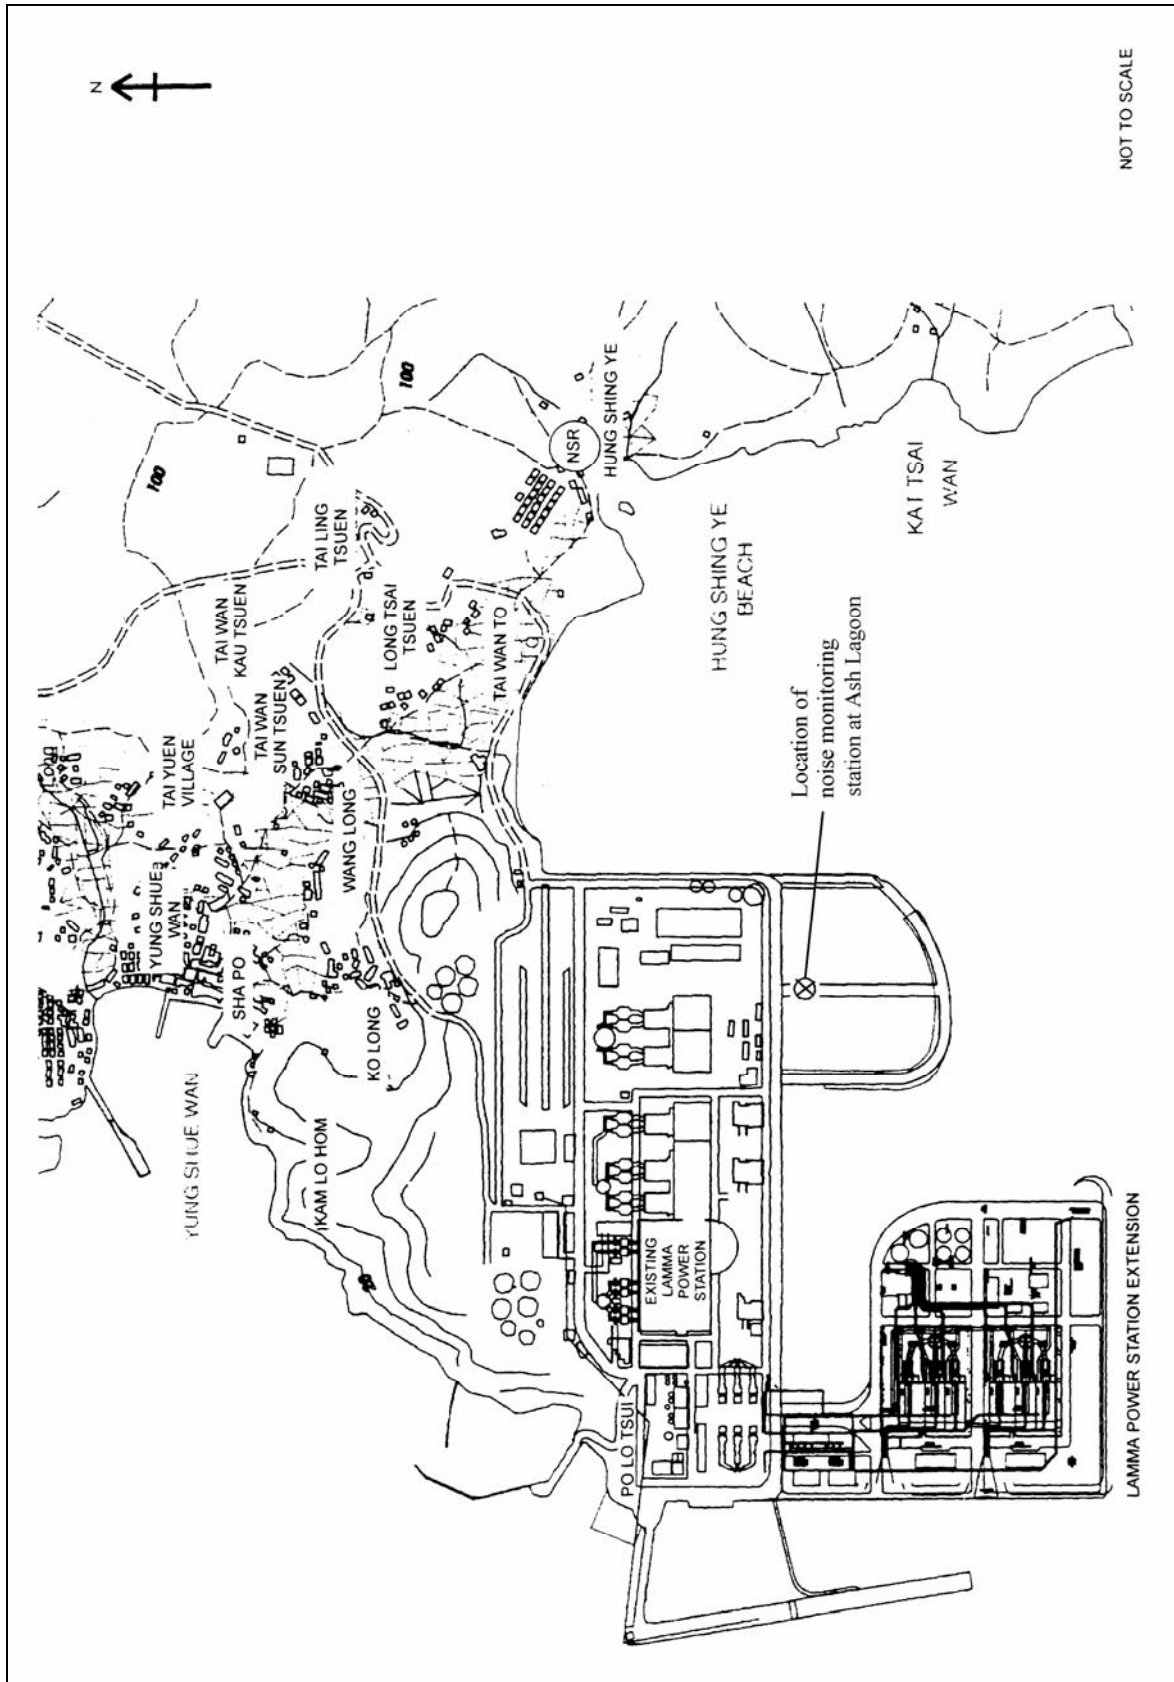 N
NOT TO SCALE
100
100
TAI LING
TSUEN
TAI WAN
KAU TSUEN
TAI YUEN
VILLAGE
TAI WAN
SUN TSUEN
LONG TSAI
TSUEN
TAI WAN TO
NSR
HUNG SHING YE
HUNG SHING YE
BEACH
KAI TSAI
WAN
YUNG SHUE
WAN
WANG LONG
SHA PO
KO LONG
YUNG SHUE WAN
KAM LO HOM
Location of
noise monitoring
station at Ash Lagoon
EXISTING
LAMMA
POWER
STATION
PO LO TSUI
LAMMA POWER STATION EXTENSION